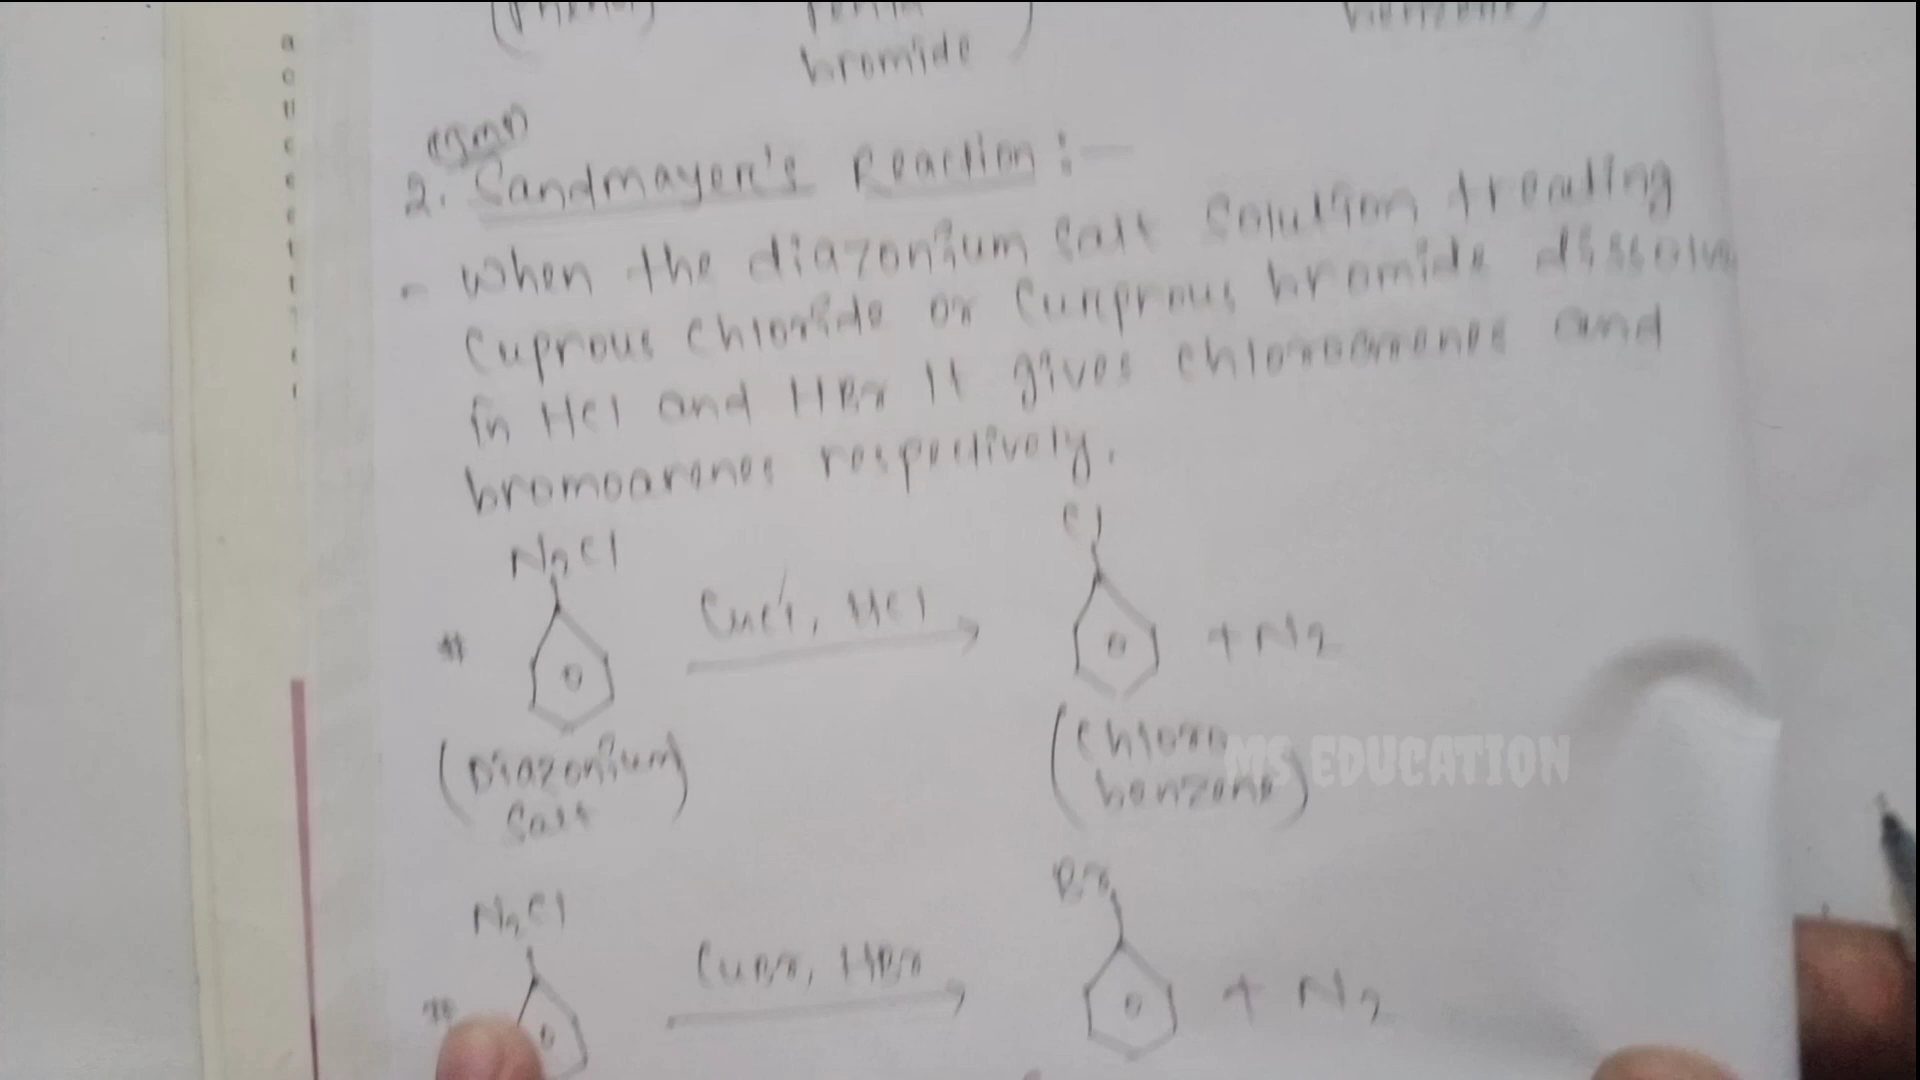 bromide
2. Sandmayer's Reaction :-
- When the diazonium salt solution treating
Cuprous chloride or Cunprous bromide dissolve
in HCl and HBr It gives chloroarenes and
bromoarenes respectively.
N2Cl
Cl
CuCl, HCl
+ N2
(Diazonium salt)
(Chloro benzene)
MS EDUCATION
N2Cl
Br
CuBr, HBr
+ N2